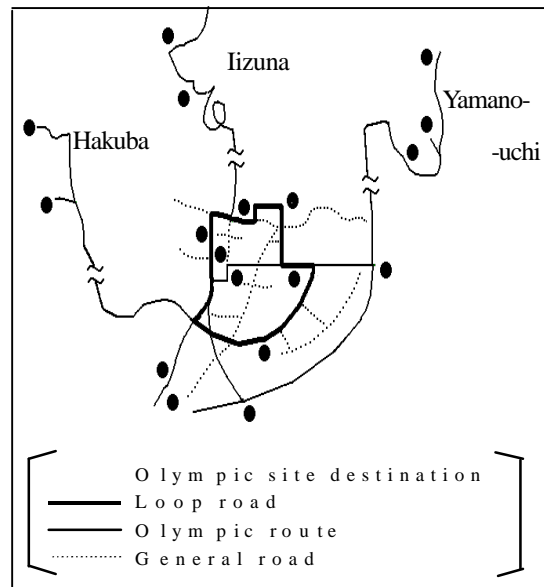 Iizuna
Yamano-
-uchi
Hakuba
Olympic site destination
Loop road
Olympic route
General road